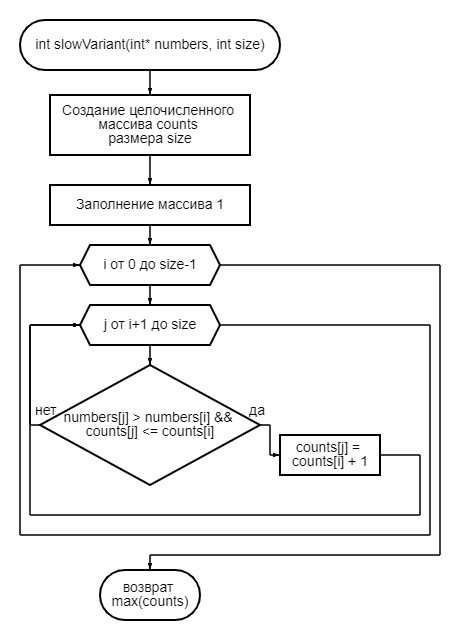 int slowVariant(int* numbers, int size)
Создание целочисленного
массива counts
размера size
Заполнение массива 1
i от 0 до size-1
j от i+1 до size
нет
numbers[j] > numbers[i] &&
counts[j] <= counts[i]
да
counts[j] =
counts[i] + 1
возврат
max(counts)